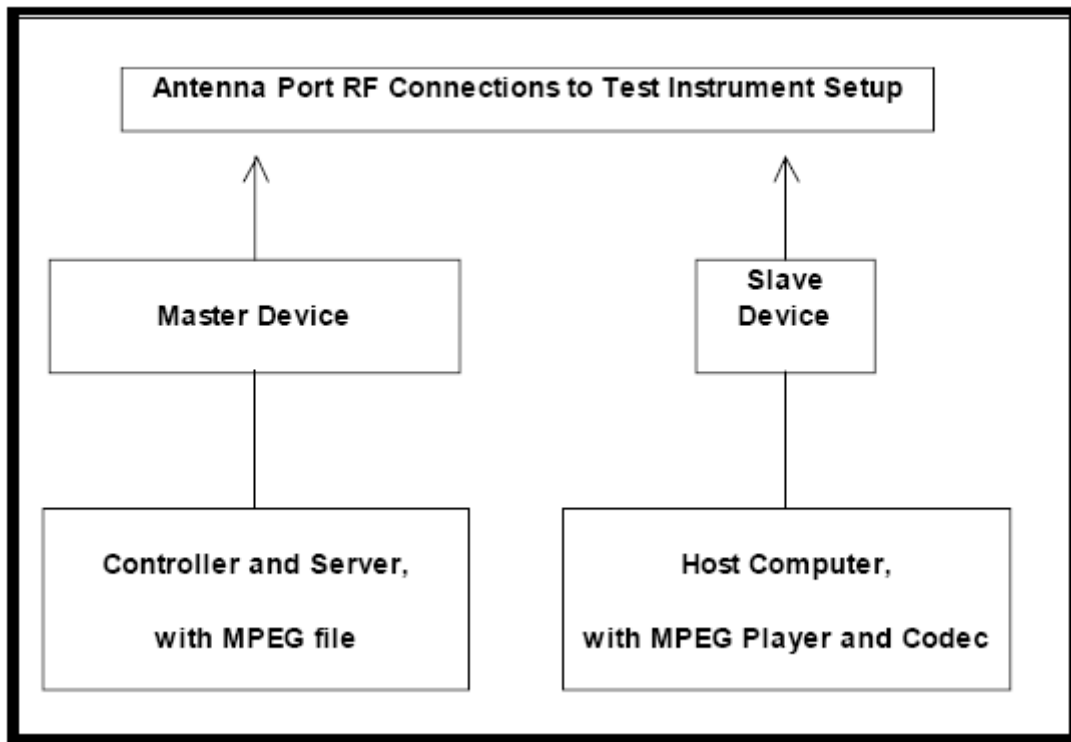 Antenna Port RF Connections to Test Instrument Setup
Master Device
Slave
Device
Controller and Server,
with MPEG file
Host Computer,
with MPEG Player and Codec